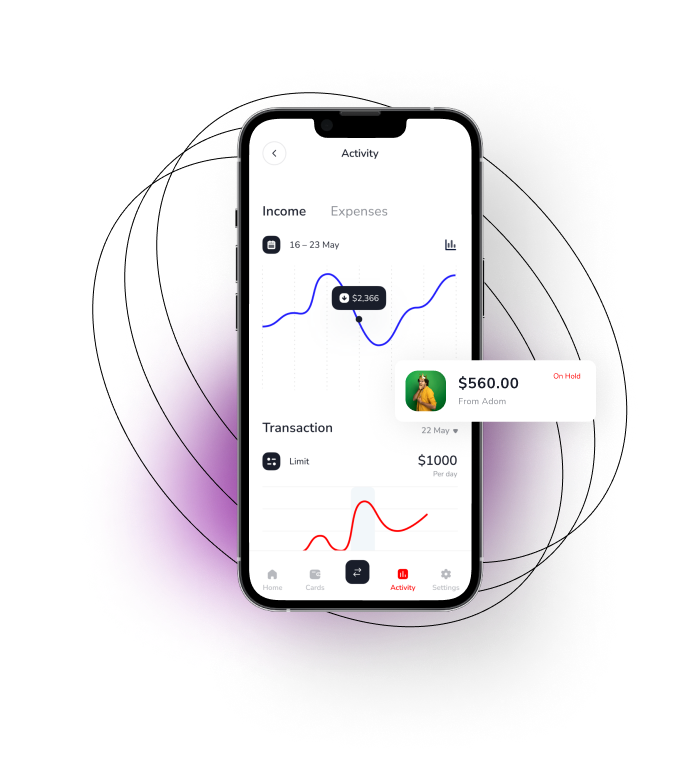 Activity
Income Expenses
16 – 23 May
$2,366
$560.00
On Hold
From Adom
Transaction
22 May
Limit
$1000
Per day
Home Cards Activity Settings